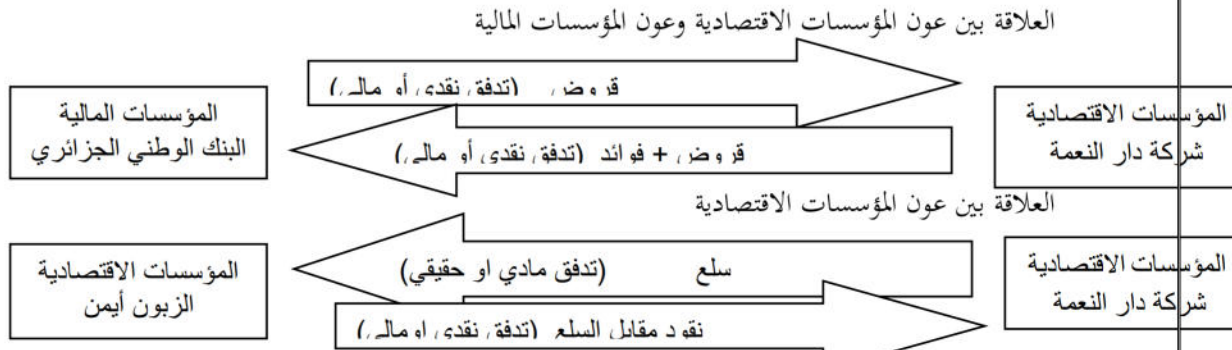 العلاقة بين عون المؤسسات الاقتصادية وعون المؤسسات المالية
قروض (تدفق نقدي أو مالي)
المؤسسات الاقتصادية
شركة دار النعمة
المؤسسات المالية
البنك الوطني الجزائري
قروض + فوائد (تدفق نقدي أو مالي)
العلاقة بين عون المؤسسات الاقتصادية
المؤسسات الاقتصادية
شركة دار النعمة
سلع (تدفق مادي او حقيقي)
المؤسسات الاقتصادية
الزبون أيمن
نقود مقابل السلع (تدفق نقدي اومالي)